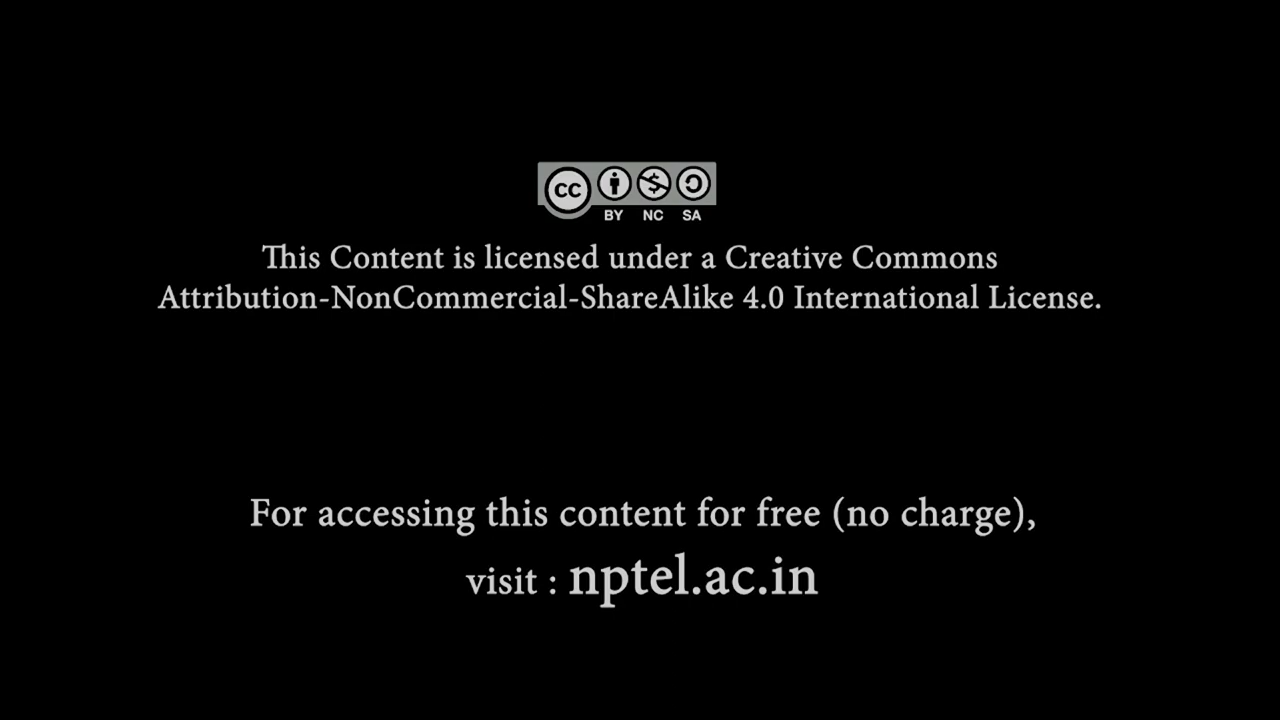 cc
BY NC SA
This Content is licensed under a Creative Commons
Attribution-NonCommercial-ShareAlike 4.0 International License.
For accessing this content for free (no charge),
visit : nptel.ac.in